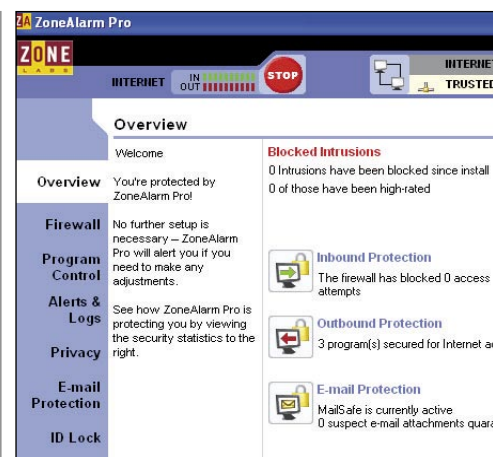 ZA ZoneAlarm Pro
ZONE
LABS
INTERNET
IN
OUT
STOP
INTERNET
TRUSTED
Overview
Welcome
You're protected by
ZoneAlarm Pro!
No further setup is
necessary – ZoneAlarm
Pro will alert you if you
need to make any
adjustments.
See how ZoneAlarm Pro is
protecting you by viewing
the security statistics to the
right.
Overview
Firewall
Program
Control
Alerts &
Logs
Privacy
E-mail
Protection
ID Lock
Blocked Intrusions
0 Intrusions have been blocked since install
0 of those have been high-rated
Inbound Protection
The firewall has blocked 0 access
attempts
Outbound Protection
3 program(s) secured for Internet
E-mail Protection
MailSafe is currently active
0 suspect e-mail attachments